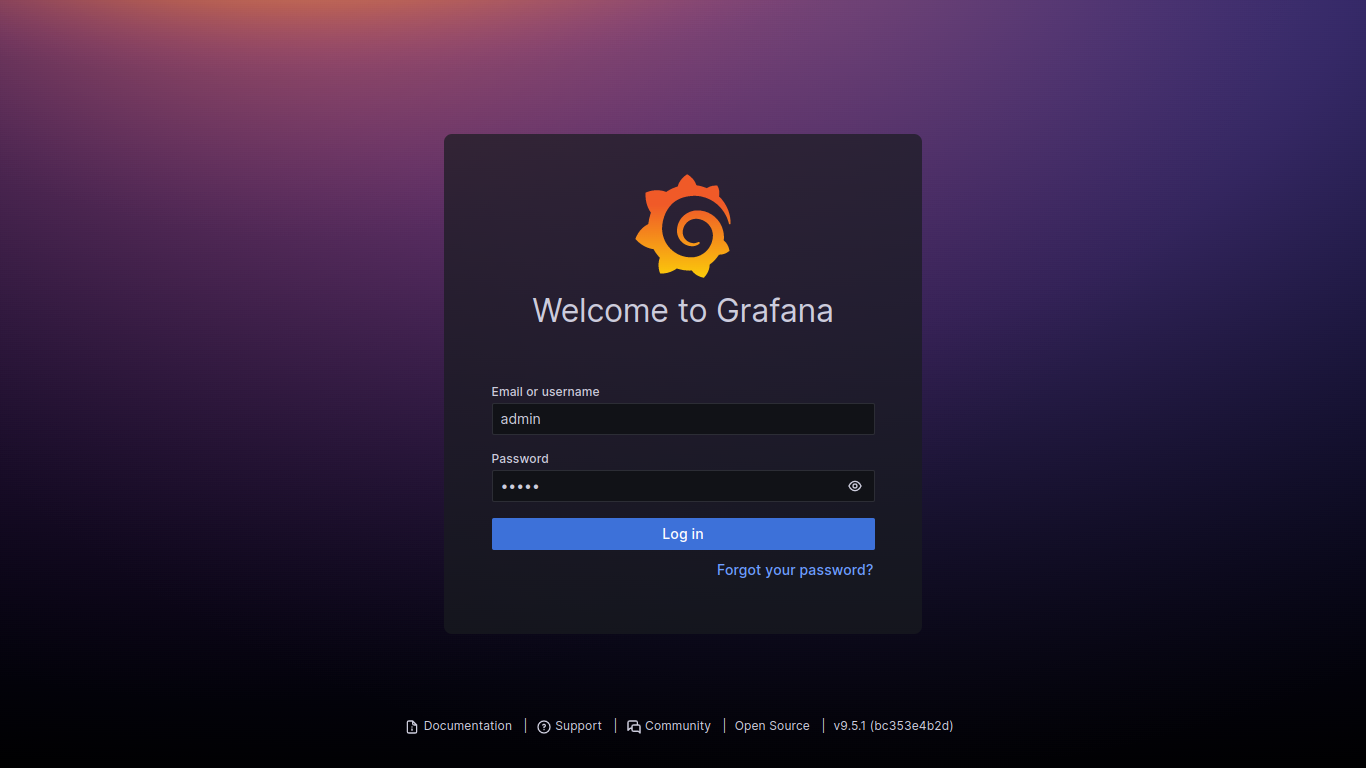 Welcome to Grafana
Email or username
admin
Password
•••••
Log in
Forgot your password?
Documentation | Support | Community | Open Source | v9.5.1 (bc353e4b2d)